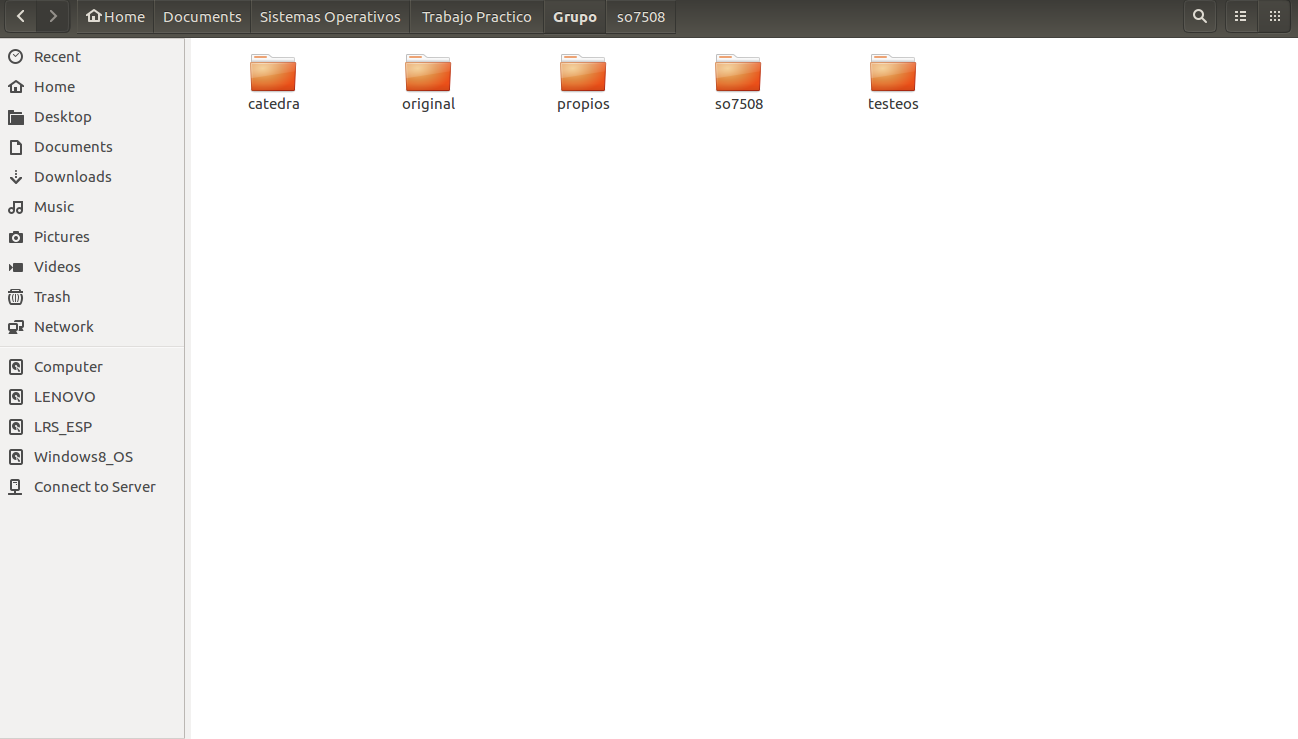 Home Documents Sistemas Operativos Trabajo Practico Grupo so7508
Recent
Home
Desktop
Documents
Downloads
Music
Pictures
Videos
Trash
Network
Computer
LENOVO
LRS_ESP
Windows8_OS
Connect to Server
catedra original propios so7508 testeos